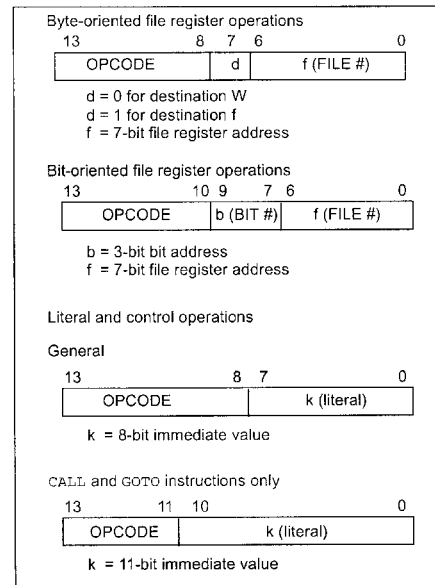 Byte-oriented file register operations
13 8 7 6 0
OPCODE d f (FILE #)
d = 0 for destination W
d = 1 for destination f
f = 7-bit file register address
Bit-oriented file register operations
13 10 9 7 6 0
OPCODE b (BIT #) f (FILE #)
b = 3-bit bit address
f = 7-bit file register address
Literal and control operations
General
13 8 7 0
OPCODE k (literal)
k = 8-bit immediate value
CALL and GOTO instructions only
13 11 10 0
OPCODE k (literal)
k = 11-bit immediate value